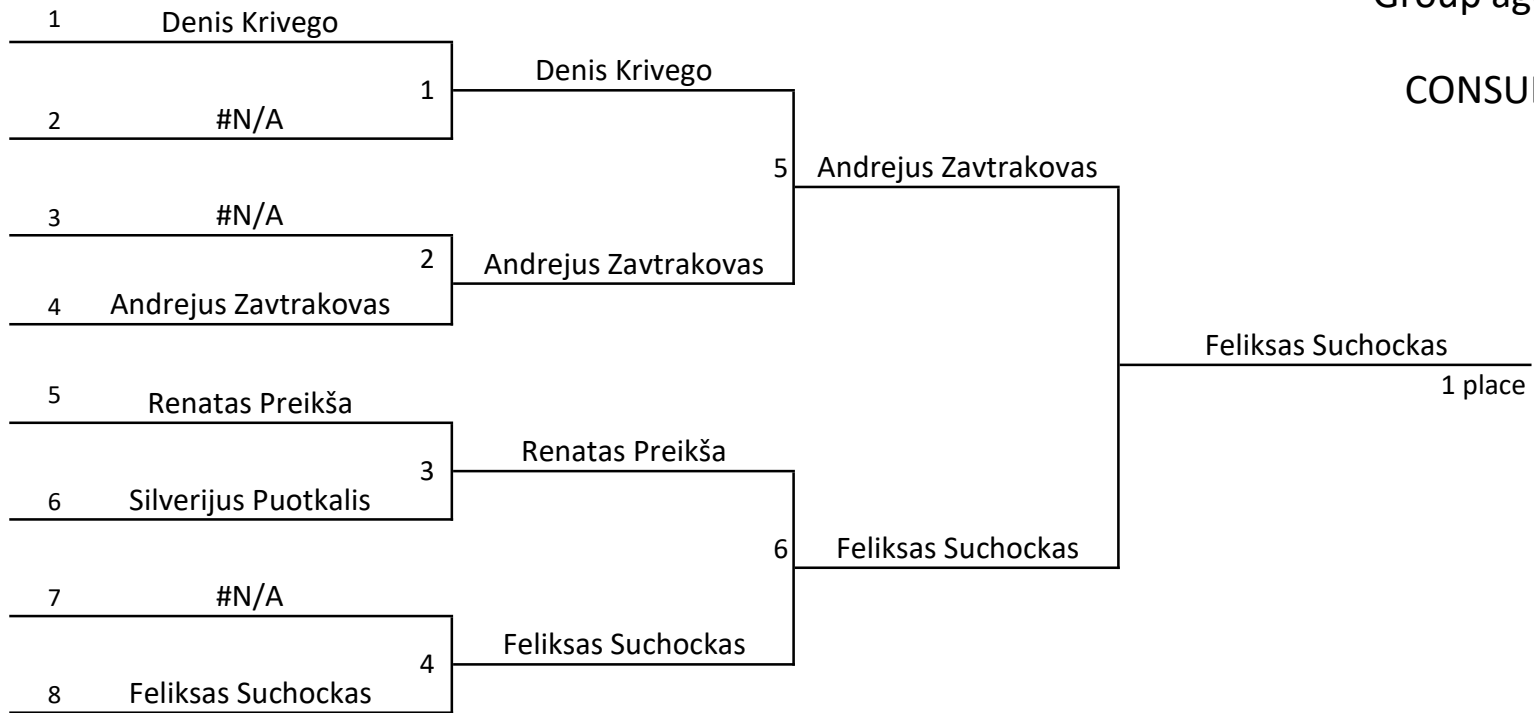 Group ag
1 Denis Krivego
Denis Krivego
1
CONSU
2 #N/A
5 Andrejus Zavtrakovas
3 #N/A
2 Andrejus Zavtrakovas
4 Andrejus Zavtrakovas
Feliksas Suchockas
1 place
5 Renatas Preikša
Renatas Preikša
3
6 Silverijus Puotkalis
6 Feliksas Suchockas
7 #N/A
Feliksas Suchockas
4
8 Feliksas Suchockas